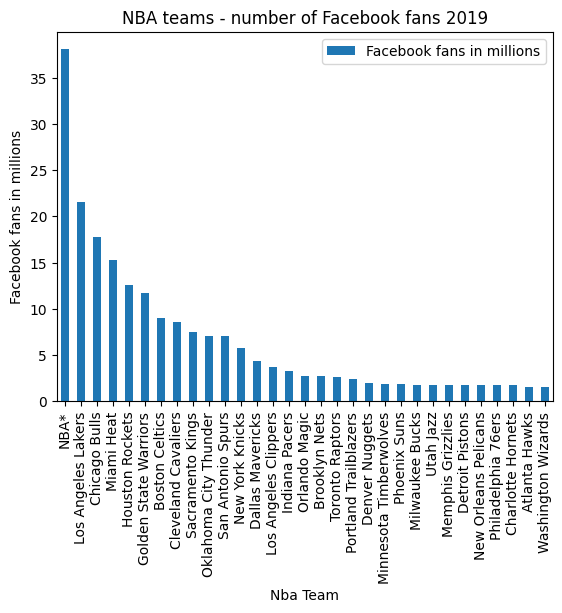 NBA teams - number of Facebook fans 2019
Facebook fans in millions
Facebook fans in millions
35
30
25
20
15
10
5
0
NBA*
Los Angeles Lakers
Chicago Bulls
Miami Heat
Houston Rockets
Golden State Warriors
Boston Celtics
Cleveland Cavaliers
Sacramento Kings
Oklahoma City Thunder
San Antonio Spurs
New York Knicks
Dallas Mavericks
Los Angeles Clippers
Indiana Pacers
Orlando Magic
Brooklyn Nets
Toronto Raptors
Portland Trailblazers
Denver Nuggets
Minnesota Timberwolves
Phoenix Suns
Milwaukee Bucks
Utah Jazz
Memphis Grizzlies
Detroit Pistons
New Orleans Pelicans
Philadelphia 76ers
Charlotte Hornets
Atlanta Hawks
Washington Wizards
Nba Team